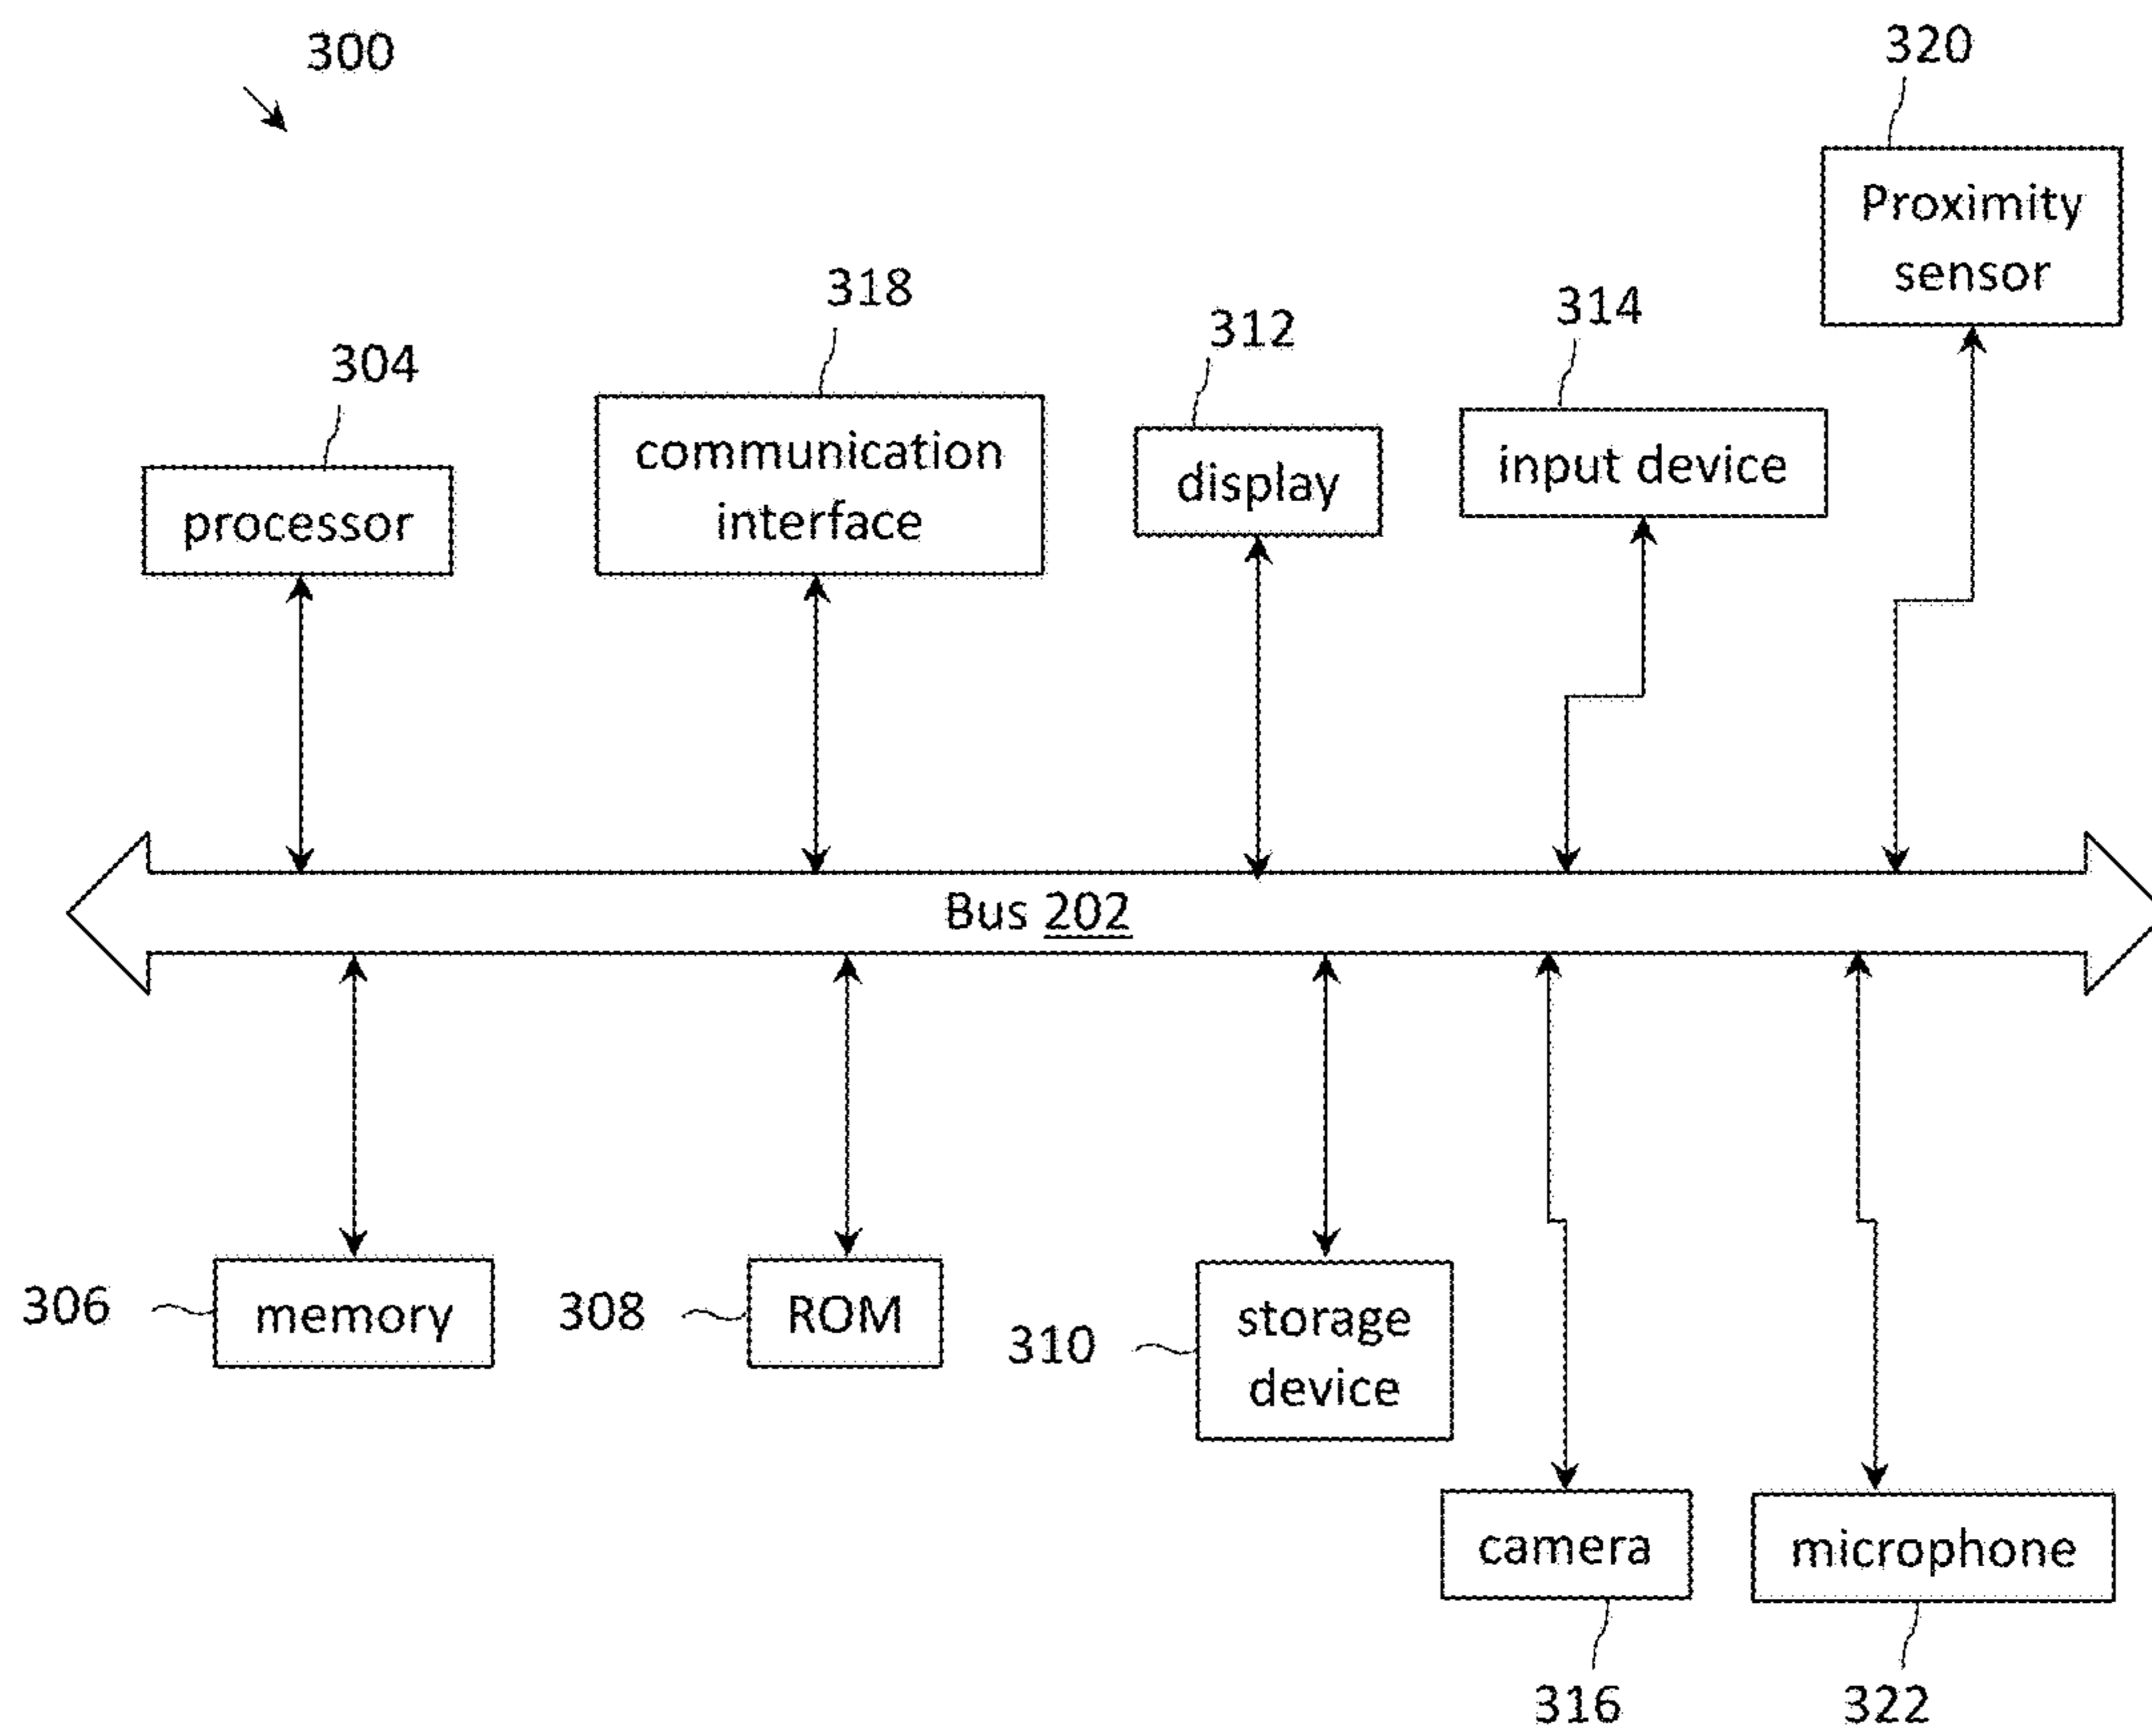 300
320
Proximity
sensor
318
312
314
304
communication
interface
display
input device
processor
Bus 202
306
memory
308
ROM
310
storage
device
camera
microphone
316
322